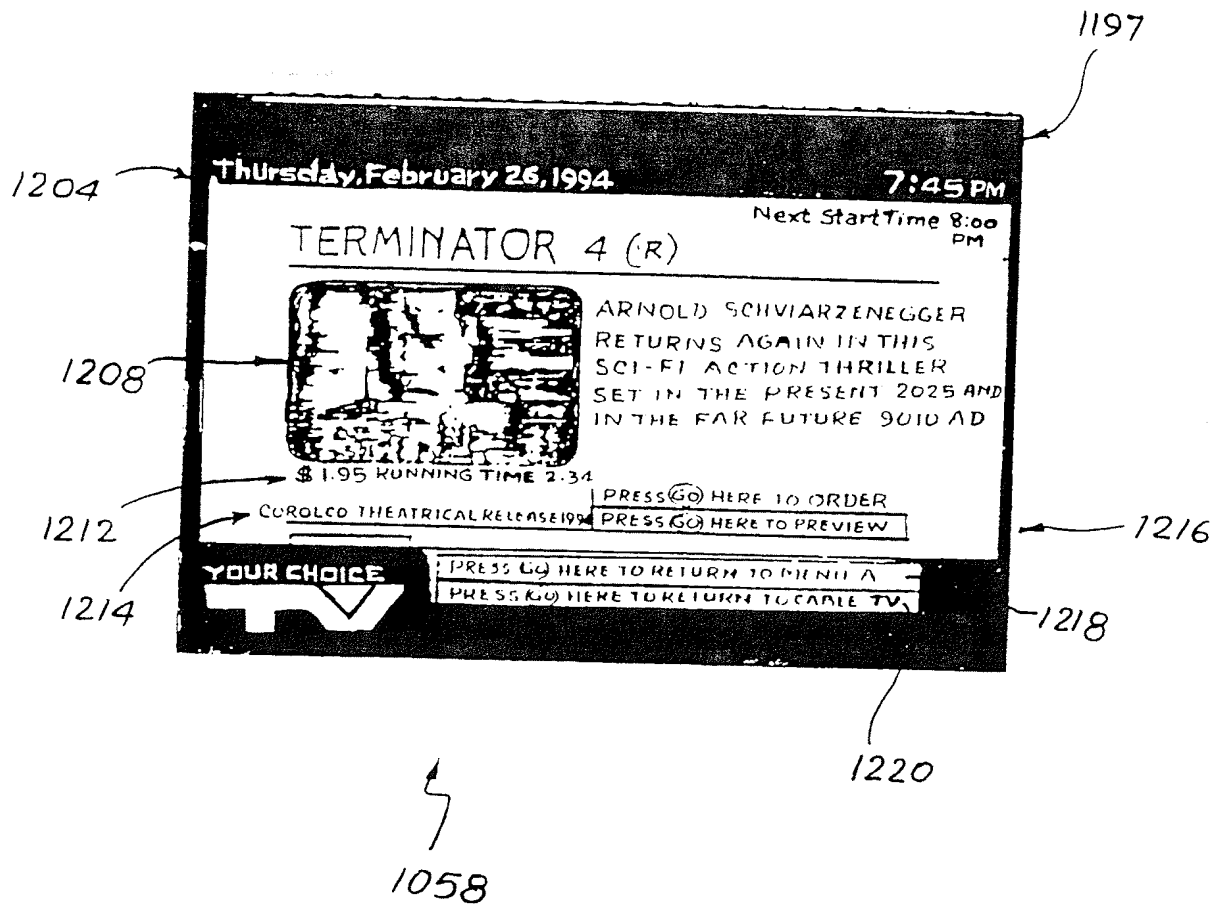 1197
Thursday, February 26, 1994 7:45 PM
1204
Next Start Time 8:00
PM
TERMINATOR 4 (R)
ARNOLD SCHVIARZENEGGER
RETURNS AGAIN IN THIS
SCI-FI ACTION THRILLER
SET IN THE PRESENT 2025 AND
IN THE FAR FUTURE 9010 AD
1208
$ 1.95 RUNNING TIME 2.34
PRESS GO HERE TO ORDER
1212
COROLCO THEATRICAL RELEASE
PRESS GO HERE TO PREVIEW
1216
1214
YOUR CHOICE
TV
PRESS GO HERE TO RETURN TO MENU A
PRESS GO HERE TO RETURN TO CABLE TV
1218
1220
1058